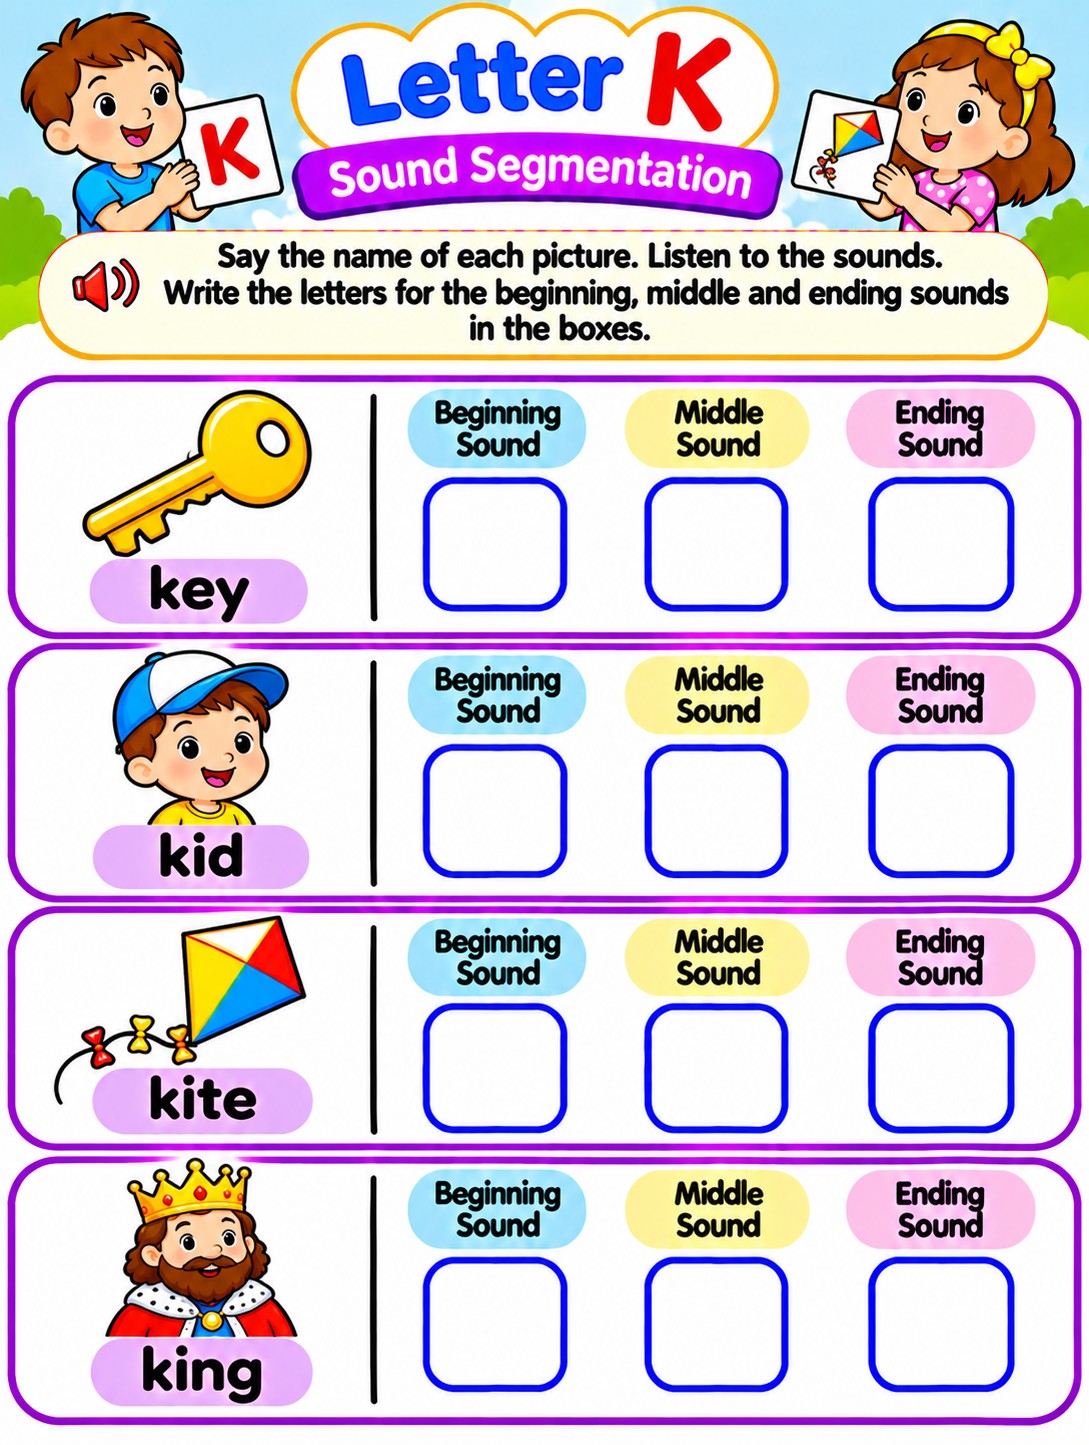 Letter K
Sound Segmentation
K
Say the name of each picture. Listen to the sounds.
Write the letters for the beginning, middle and ending sounds
in the boxes.
Beginning Sound
Middle Sound
Ending Sound
key
Beginning Sound
Middle Sound
Ending Sound
kid
Beginning Sound
Middle Sound
Ending Sound
kite
Beginning Sound
Middle Sound
Ending Sound
king